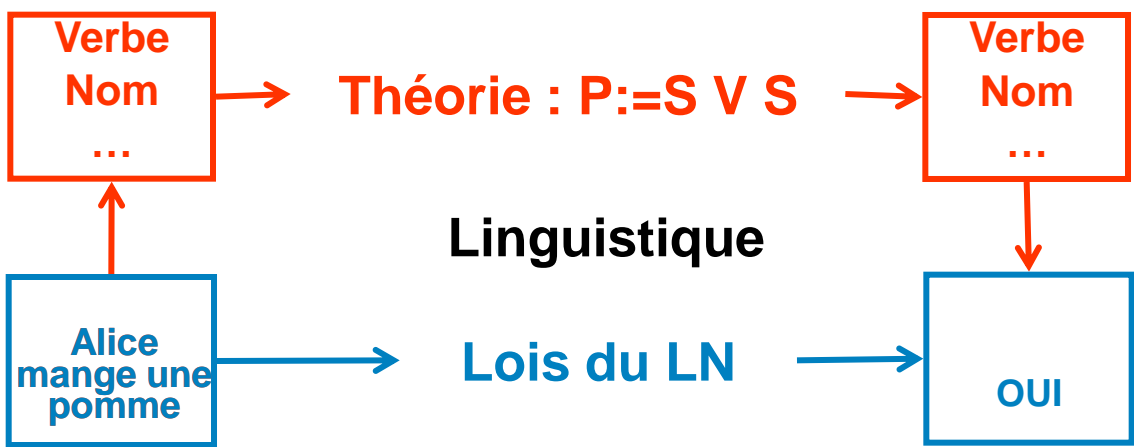 Verbe
Nom
…
Théorie : P:=S V S
Verbe
Nom
…
Linguistique
Alice
mange une
pomme
Lois du LN
OUI